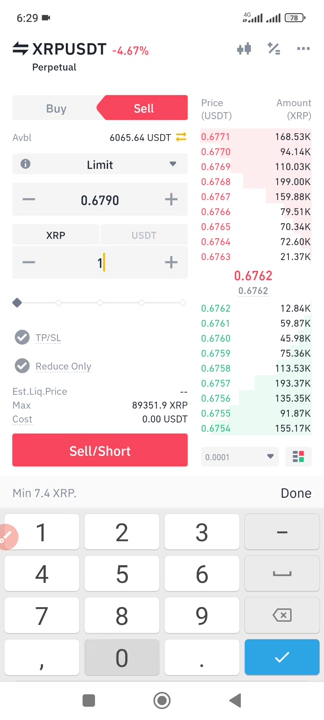 6:29
4G
78
XRPUSDT -4.67%
Perpetual
Buy
Sell
Avbl
6065.64 USDT
Limit
0.6790
XRP
USDT
1
TP/SL
Reduce Only
Est.Liq.Price
--
Max
89351.9 XRP
Cost
0.00 USDT
Sell/Short
Price
(USDT)
Amount
(XRP)
0.6771 168.53K
0.6770 94.14K
0.6769 110.03K
0.6768 199.00K
0.6767 159.88K
0.6766 79.51K
0.6765 70.34K
0.6764 72.60K
0.6763 21.37K
0.6762
0.6762
0.6762 12.84K
0.6761 59.87K
0.6760 45.98K
0.6759 75.36K
0.6758 113.53K
0.6757 193.37K
0.6756 135.35K
0.6755 91.87K
0.6754 155.17K
0.0001
Min 7.4 XRP.
Done
1 2 3 -
4 5 6
7 8 9
, 0 .